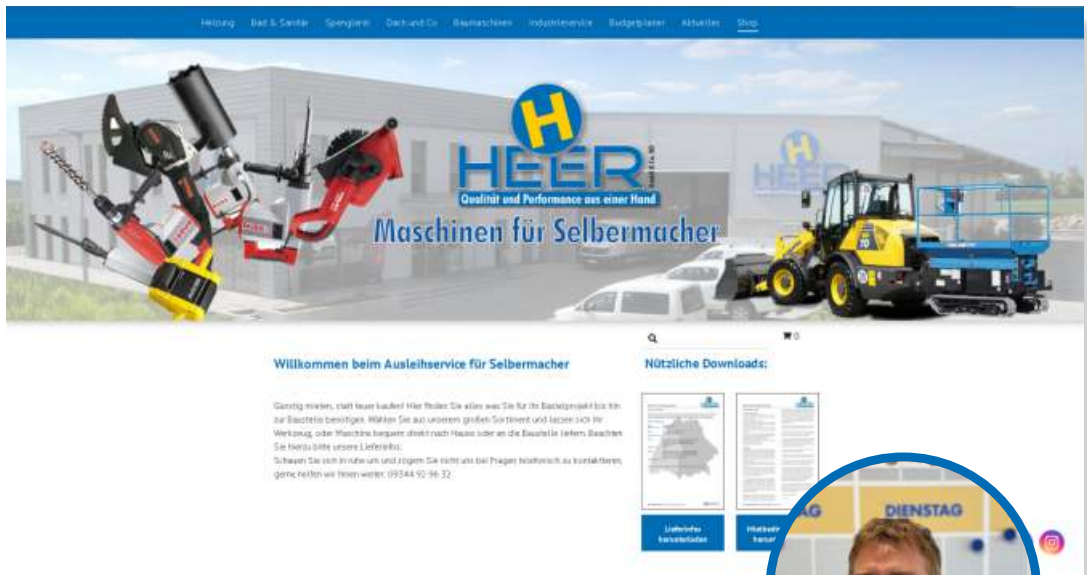 Heizung Bad & Sanitär Spenglerei Dach und Co Baumaschinen Industrieservice Budgetplaner Aktuelles Shop
H
HEER
Qualität und Performance aus einer Hand
Maschinen für Selbermacher
HEER
0
Willkommen beim Ausleihservice für Selbermacher
Nützliche Downloads:
Günstig mieten, statt teuer kaufen! Hier finden Sie alles was Sie für Ihr Bastelprojekt bis hin
zur Baustelle benötigen. Wählen Sie aus unserem großen Sortiment und lassen sich Ihr
Werkzeug, oder Maschine bequem direkt nach Hause oder an die Baustelle liefern. Beachten
Sie hierzu bitte unsere Lieferinfos.
Schauen Sie sich in ruhe um und zögern Sie nicht uns bei Fragen telefonisch zu kontaktieren,
gerne helfen wir Ihnen weiter: 09344 92 96 32
Lieferinfos
herunterladen
AG DIENSTAG